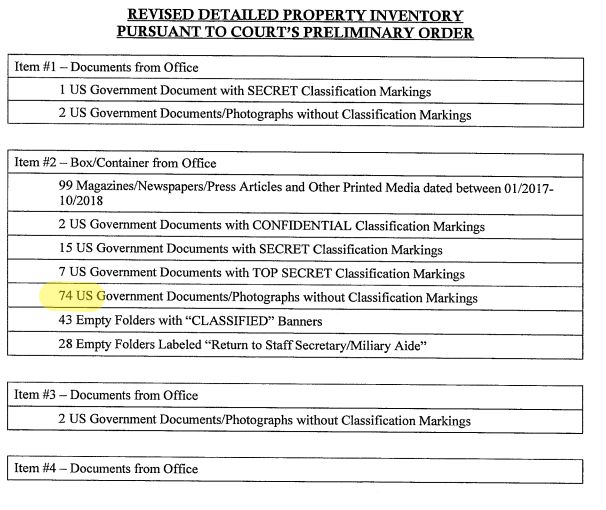 REVISED DETAILED PROPERTY INVENTORY
PURSUANT TO COURT'S PRELIMINARY ORDER
Item #1 – Documents from Office
1 US Government Document with SECRET Classification Markings
2 US Government Documents/Photographs without Classification Markings
Item #2 – Box/Container from Office
99 Magazines/Newspapers/Press Articles and Other Printed Media dated between 01/2017-
10/2018
2 US Government Documents with CONFIDENTIAL Classification Markings
15 US Government Documents with SECRET Classification Markings
7 US Government Documents with TOP SECRET Classification Markings
74 US Government Documents/Photographs without Classification Markings
43 Empty Folders with “CLASSIFIED” Banners
28 Empty Folders Labeled “Return to Staff Secretary/Miliary Aide”
Item #3 – Documents from Office
2 US Government Documents/Photographs without Classification Markings
Item #4 – Documents from Office